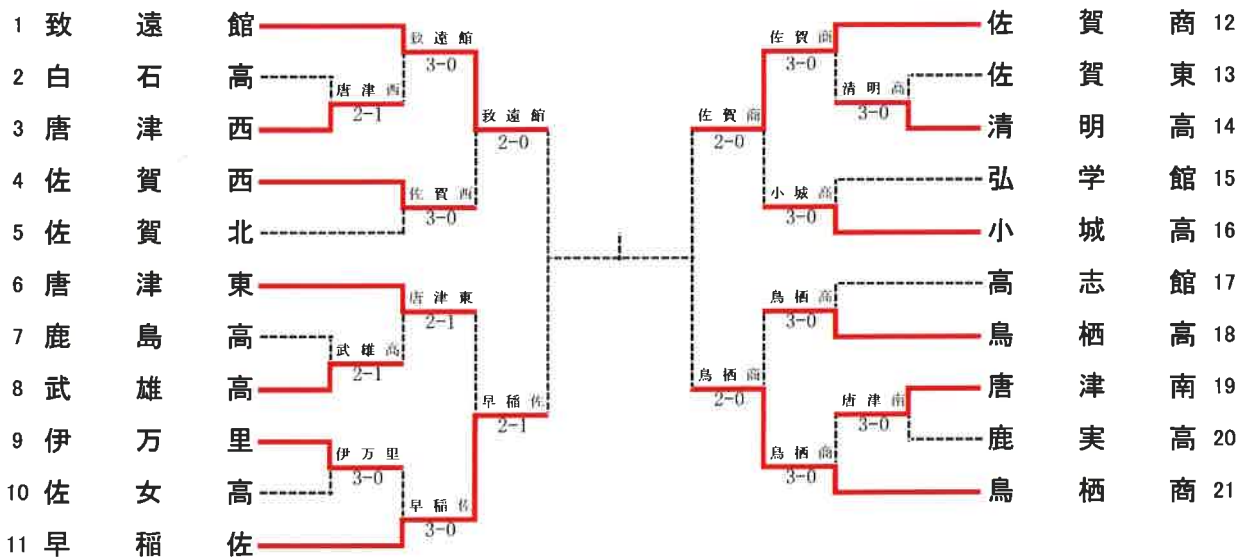 1 致遠館
2 白石高
3 唐津西
4 佐賀西
5 佐賀北
6 唐津東
7 鹿島高
8 武雄高
9 伊万里
10 佐女高
11 早稲佐
致遠館
3-0
唐津西
2-1
致遠館
2-0
佐賀西
3-0
唐津東
2-1
武雄高
2-1
早稲佐
2-1
伊万里
3-0
早稲佐
3-0
佐賀商
3-0
清明高
3-0
佐賀商
2-0
小城高
3-0
鳥栖高
3-0
鳥栖商
2-0
唐津南
3-0
鳥栖商
3-0
佐賀商 12
佐賀東 13
清明高 14
弘学館 15
小城高 16
高志館 17
鳥栖高 18
唐津南 19
鹿実高 20
鳥栖商 21